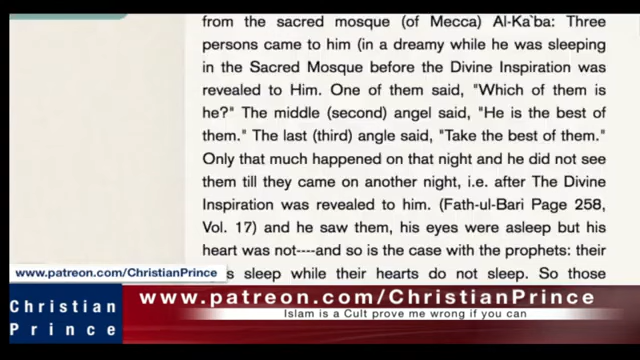 from the sacred mosque (of Mecca) Al-Ka`ba: Three
persons came to him (in a dreamy while he was sleeping
in the Sacred Mosque before the Divine Inspiration was
revealed to Him. One of them said, "Which of them is
he?" The middle (second) angel said, "He is the best of
them." The last (third) angle said, "Take the best of them."
Only that much happened on that night and he did not see
them till they came on another night, i.e. after The Divine
Inspiration was revealed to him. (Fath-ul-Bari Page 258,
Vol. 17) and he saw them, his eyes were asleep but his
heart was not----and so is the case with the prophets: their
www.patreon.com/ChristianPrince
sleep while their hearts do not sleep. So those
Christian
Prince
www.patreon.com/ChristianPrince
Islam is a Cult prove me wrong if you can